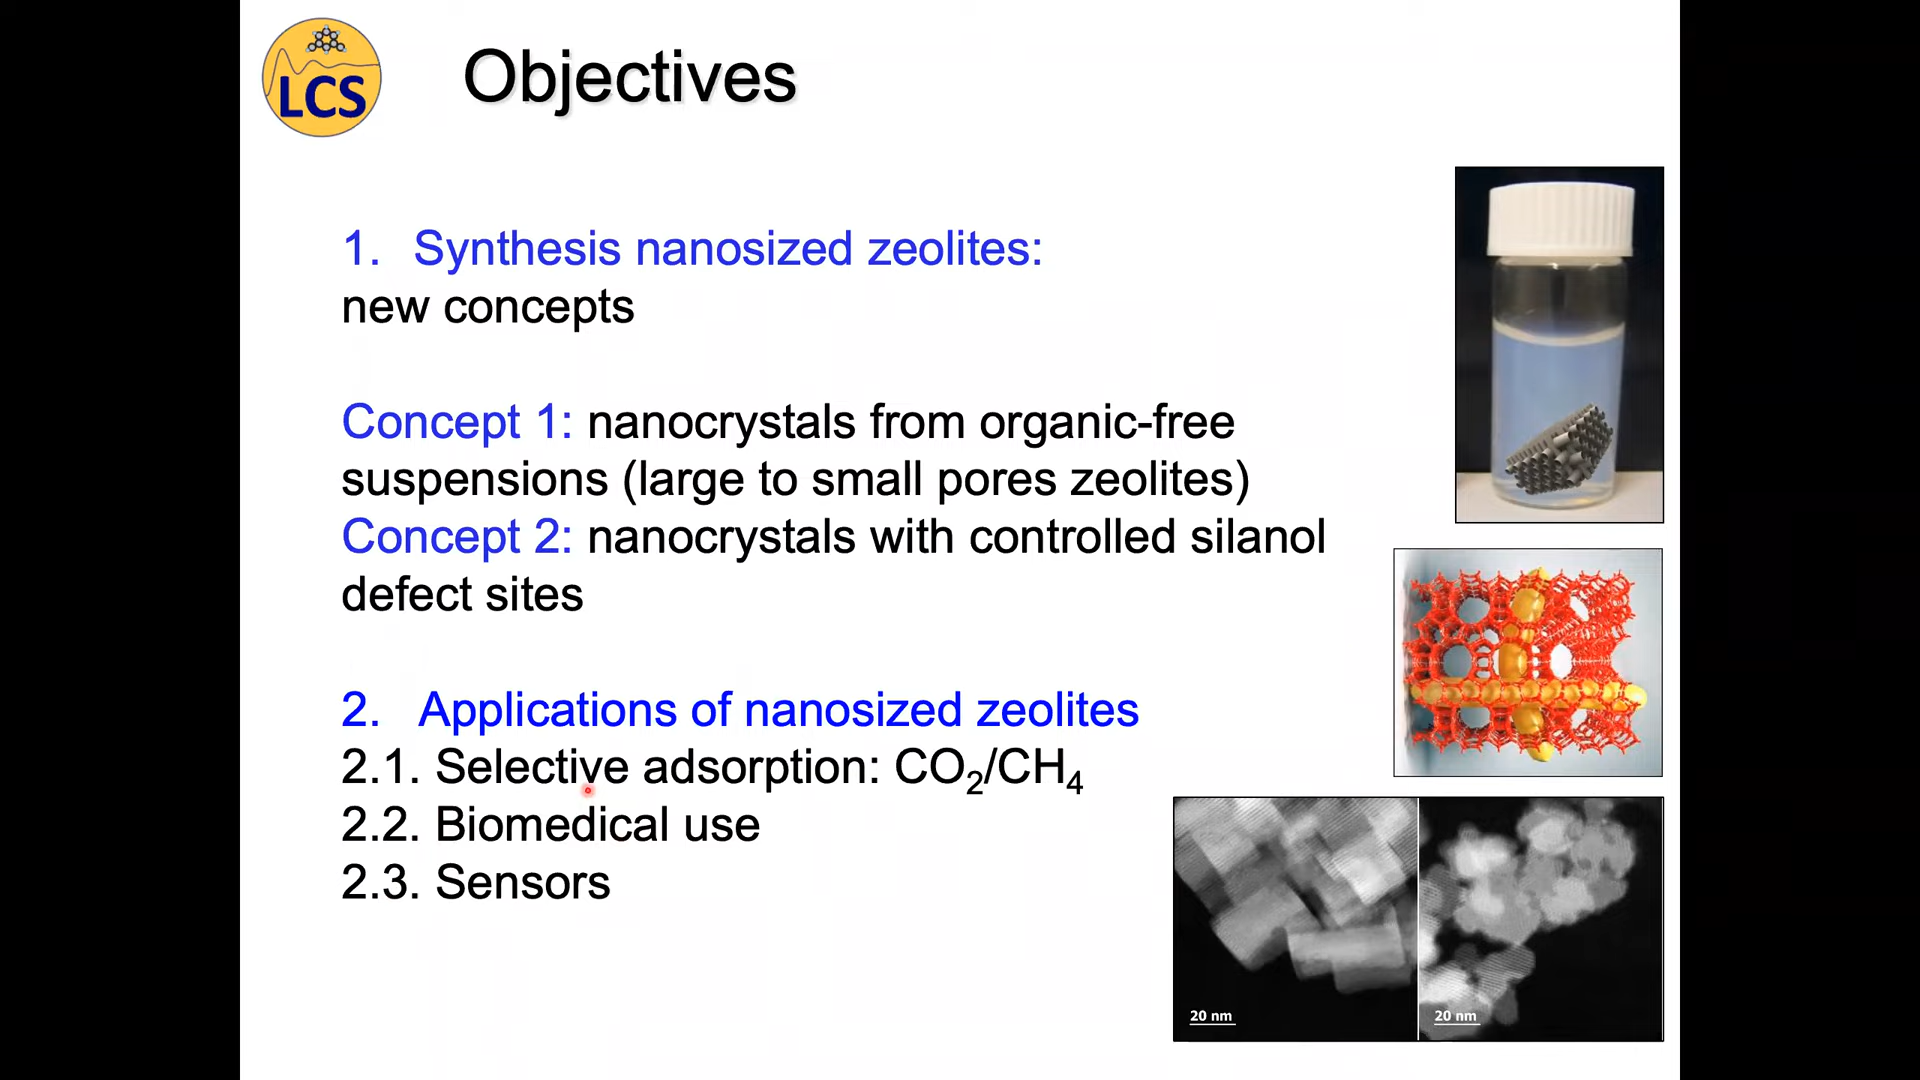 LCS
Objectives
1. Synthesis nanosized zeolites:
new concepts
Concept 1: nanocrystals from organic-free
suspensions (large to small pores zeolites)
Concept 2: nanocrystals with controlled silanol
defect sites
2. Applications of nanosized zeolites
2.1. Selective adsorption: CO₂/CH₄
2.2. Biomedical use
2.3. Sensors
20 nm
20 nm